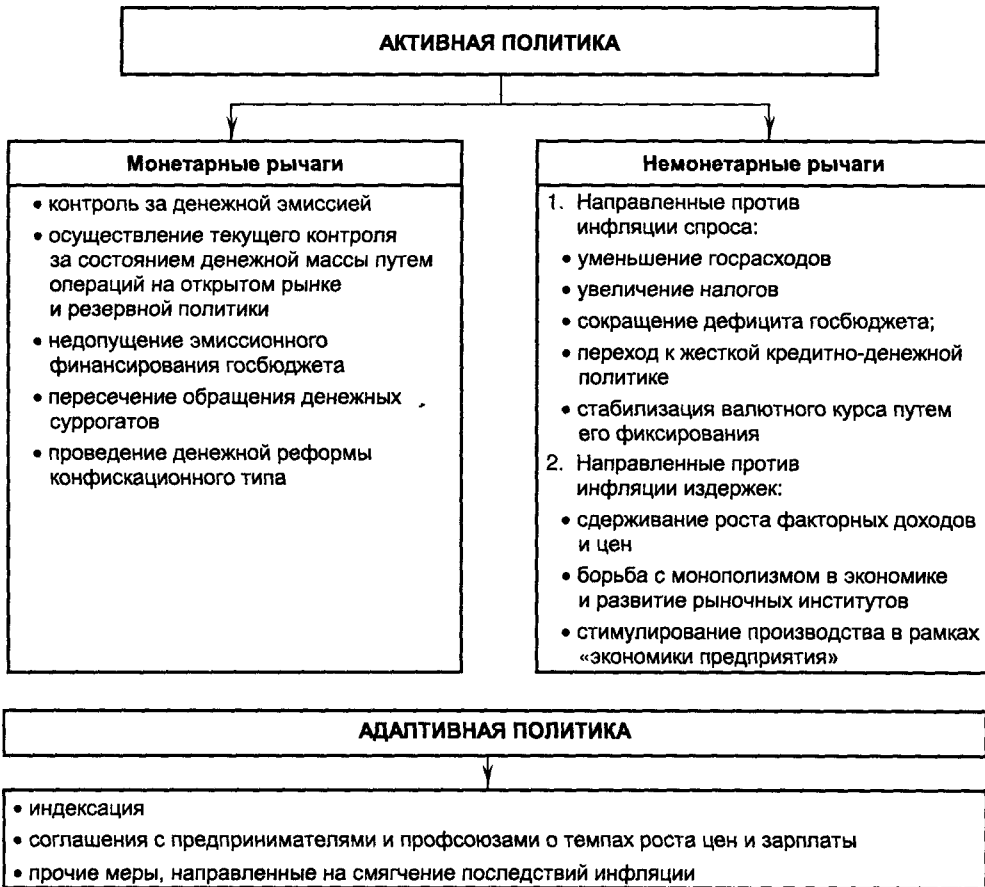 АКТИВНАЯ ПОЛИТИКА
Монетарные рычаги
• контроль за денежной эмиссией
• осуществление текущего контроля
за состоянием денежной массы путем
операций на открытом рынке
и резервной политики
• недопущение эмиссионного
финансирования госбюджета
• пересечение обращения денежных
суррогатов
• проведение денежной реформы
конфискационного типа
Немонетарные рычаги
1. Направленные против
инфляции спроса:
• уменьшение госрасходов
• увеличение налогов
• сокращение дефицита госбюджета;
• переход к жесткой кредитно-денежной
политике
• стабилизация валютного курса путем
его фиксирования
2. Направленные против
инфляции издержек:
• сдерживание роста факторных доходов
и цен
• борьба с монополизмом в экономике
и развитие рыночных институтов
• стимулирование производства в рамках
«экономики предприятия»
АДАПТИВНАЯ ПОЛИТИКА
• индексация
• соглашения с предпринимателями и профсоюзами о темпах роста цен и зарплаты
• прочие меры, направленные на смягчение последствий инфляции